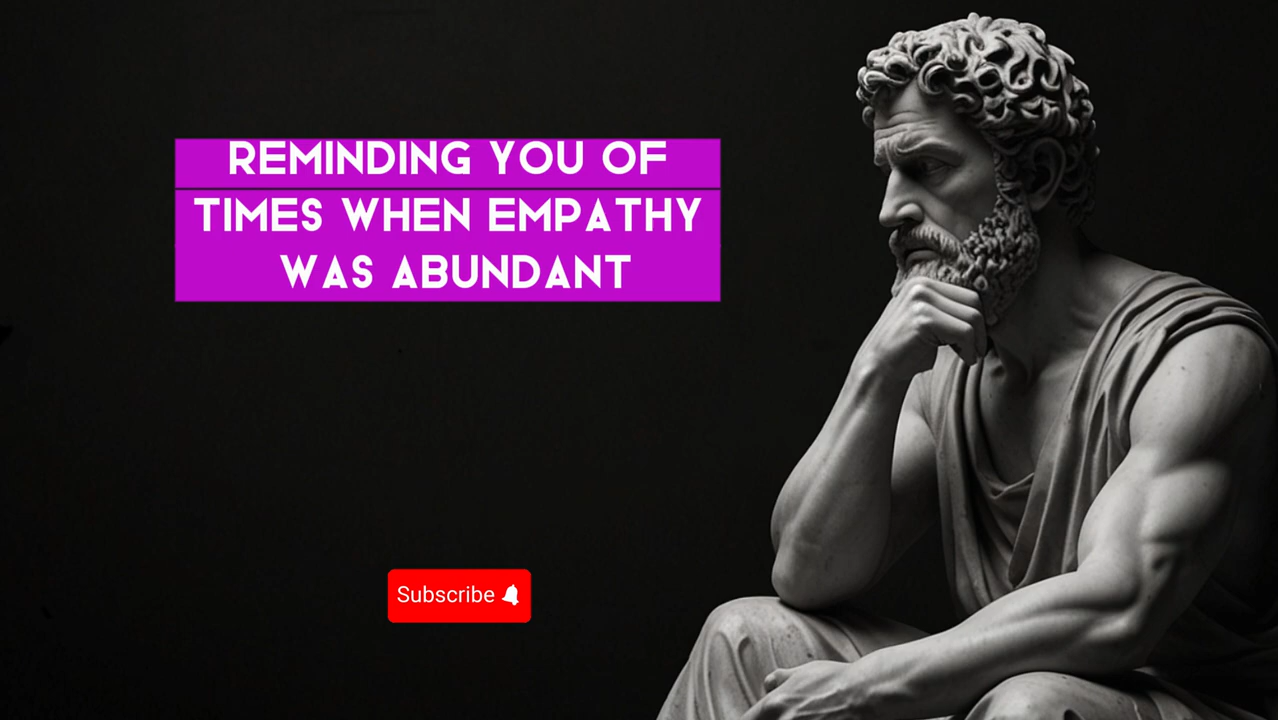 REMINDING YOU OF
TIMES WHEN EMPATHY
WAS ABUNDANT
Subscribe